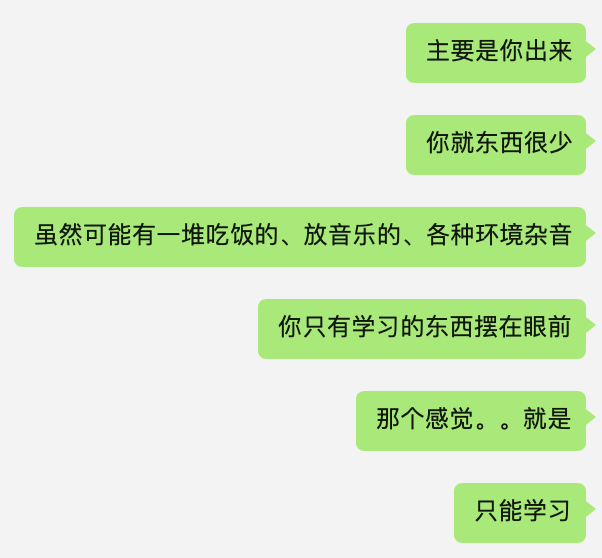 主要是你出来
你就东西很少
虽然可能有一堆吃饭的、放音乐的、各种环境杂音
你只有学习的东西摆在眼前
那个感觉。。就是
只能学习